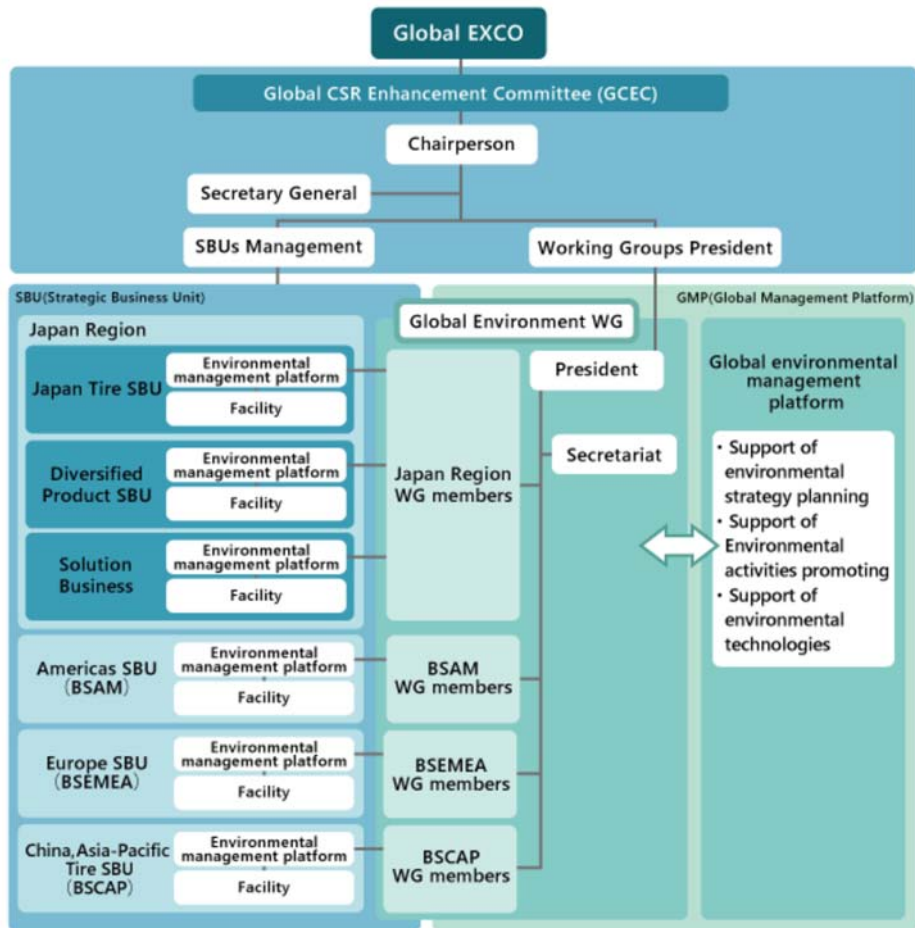 Global EXCO
Global CSR Enhancement Committee (GCEC)
Chairperson
Secretary General
SBUs Management
Working Groups President
SBU(Strategic Business Unit)
GMP(Global Management Platform)
Global Environment WG
Japan Region
Japan Tire SBU
Environmental
management platform
Facility
Diversified
Product SBU
Environmental
management platform
Facility
Solution
Business
Environmental
management platform
Facility
Americas SBU
(BSAM)
Environmental
management platform
Facility
Europe SBU
(BSEMEA)
Environmental
management platform
Facility
China,Asia-Pacific
Tire SBU
(BSCAP)
Environmental
management platform
Facility
President
Secretariat
Japan Region
WG members
BSAM
WG members
BSEMEA
WG members
BSCAP
WG members
Global environmental
management
platform
・Support of
environmental
strategy planning
・Support of
Environmental
activities promoting
・Support of
environmental
technologies